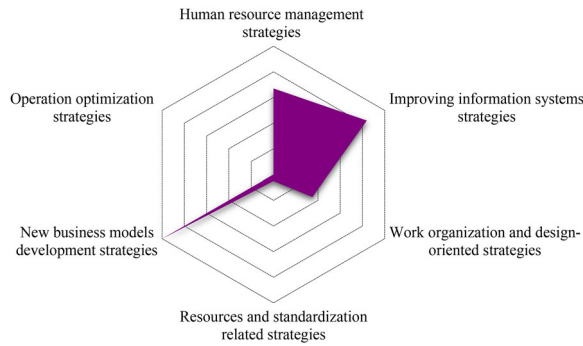 Human resource management
strategies
Operation optimization
strategies
Improving information systems
strategies
New business models
development strategies
Work organization and design-
oriented strategies
Resources and standardization
related strategies